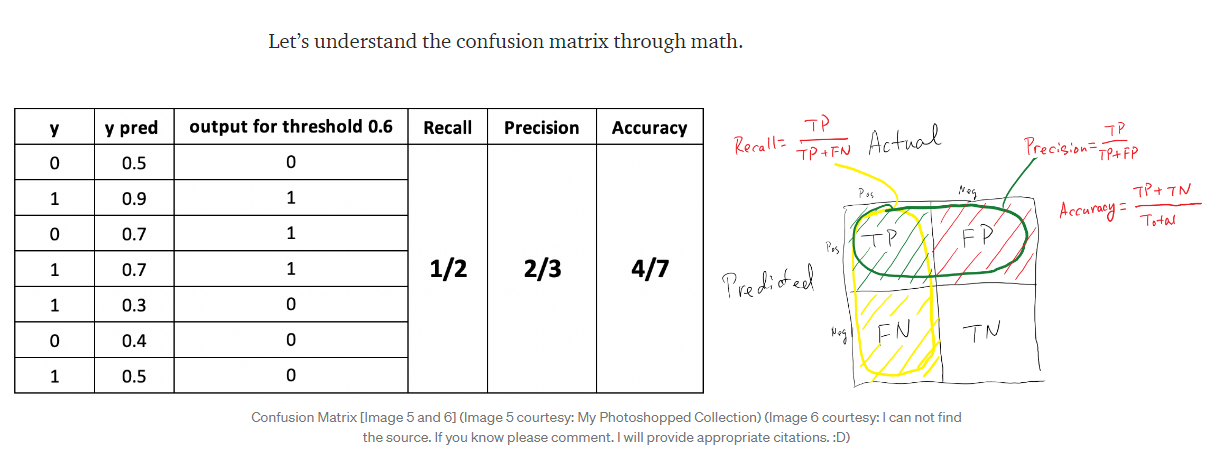 Let’s understand the confusion matrix through math.
y y pred output for threshold 0.6 Recall Precision Accuracy
0 0.5 0
1 0.9 1
0 0.7 1
1 0.7 1 1/2 2/3 4/7
1 0.3 0
0 0.4 0
1 0.5 0
Recall= TP
TP+FN
Actual
Precision= TP
TP+FP
Accuracy = TP+TN
Total
Pos Neg
Pos TP FP
Predicted
Neg FN TN
Confusion Matrix [Image 5 and 6] (Image 5 courtesy: My Photoshopped Collection) (Image 6 courtesy: I can not find
the source. If you know please comment. I will provide appropriate citations. :D)